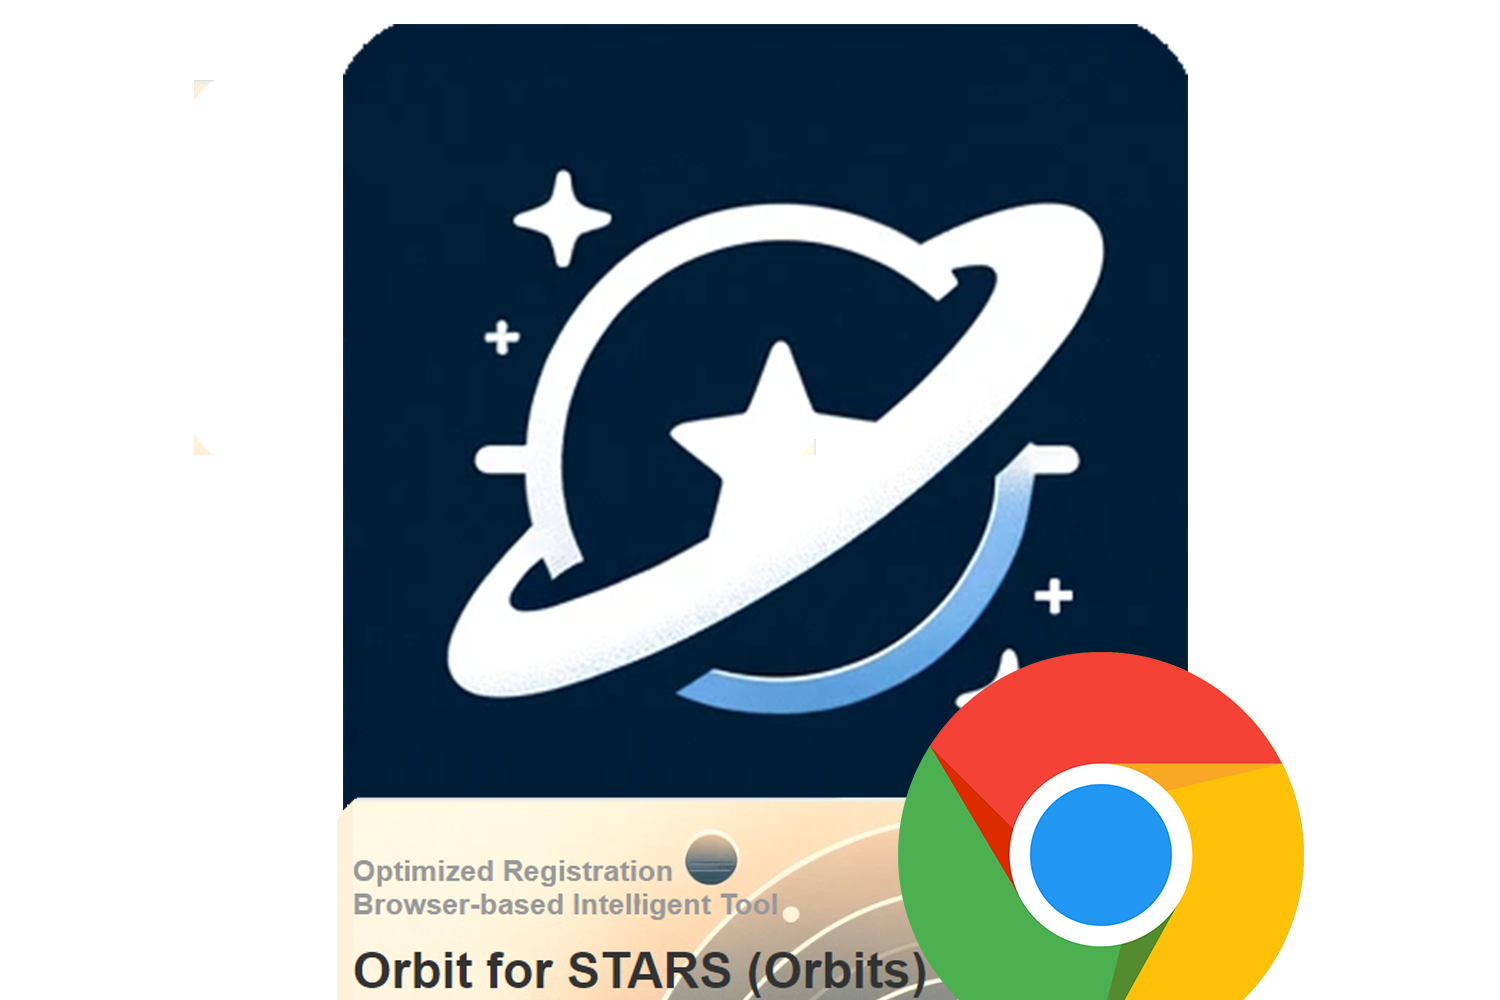 Optimized Registration
Browser-based Intelligent Tool
Orbit for STARS (Orbits)